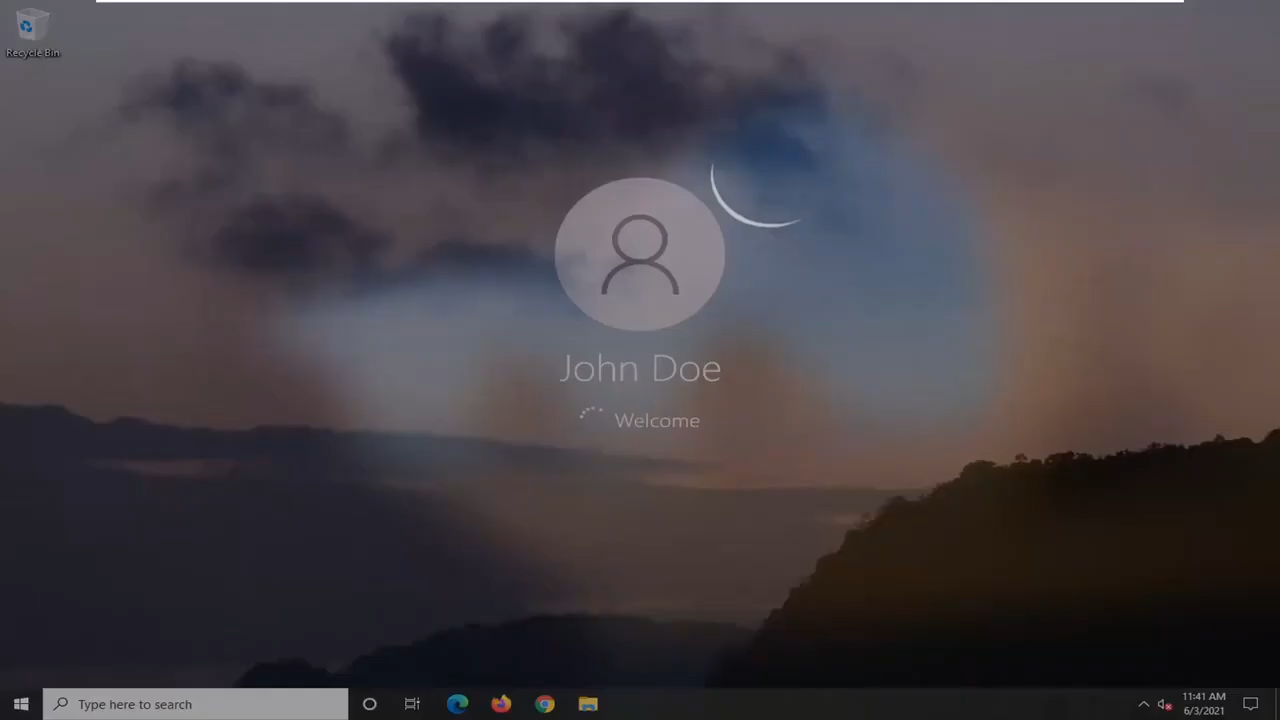 Recycle Bin
John Doe
Welcome
Type here to search
11:41 AM
6/3/2021